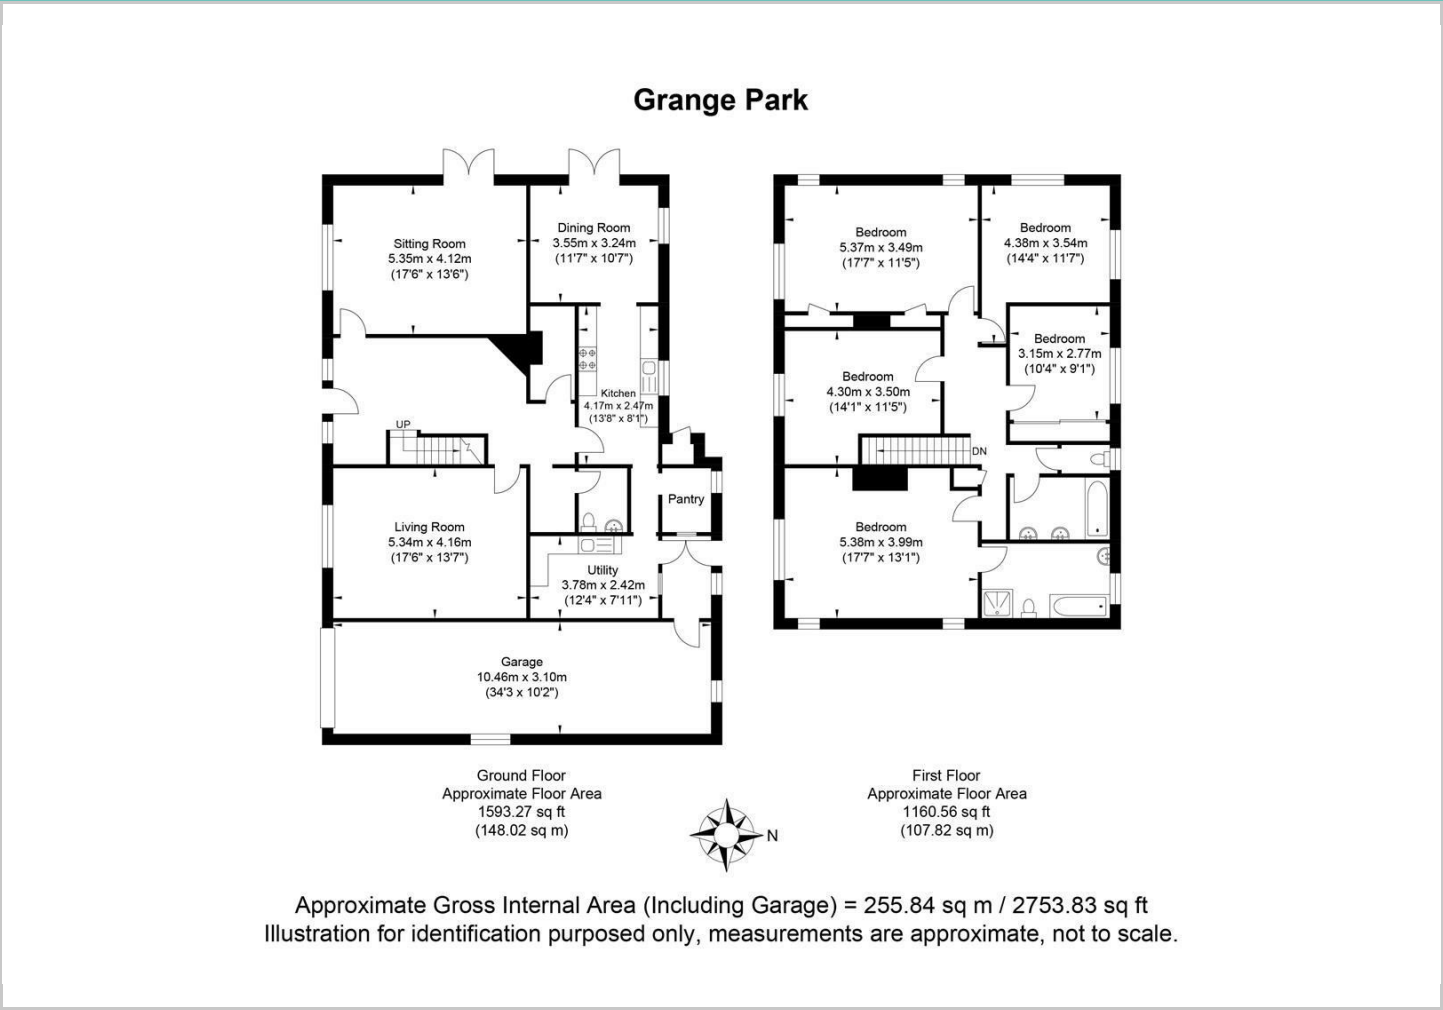 Grange Park
Sitting Room
5.35m x 4.12m
(17'6" x 13'6")
Dining Room
3.55m x 3.24m
(11'7" x 10'7")
Kitchen
4.17m x 2.47m
(13'8" x 8'1")
UP
Living Room
5.34m x 4.16m
(17'6" x 13'7")
Pantry
Utility
3.78m x 2.42m
(12'4" x 7'11")
Garage
10.46m x 3.10m
(34'3 x 10'2")
Bedroom
5.37m x 3.49m
(17'7" x 11'5")
Bedroom
4.38m x 3.54m
(14'4" x 11'7")
Bedroom
3.15m x 2.77m
(10'4" x 9'1")
Bedroom
4.30m x 3.50m
(14'1" x 11'5")
DN
Bedroom
5.38m x 3.99m
(17'7" x 13'1")
Ground Floor
Approximate Floor Area
1593.27 sq ft
(148.02 sq m)
N
First Floor
Approximate Floor Area
1160.56 sq ft
(107.82 sq m)
Approximate Gross Internal Area (Including Garage) = 255.84 sq m / 2753.83 sq ft
Illustration for identification purposed only, measurements are approximate, not to scale.